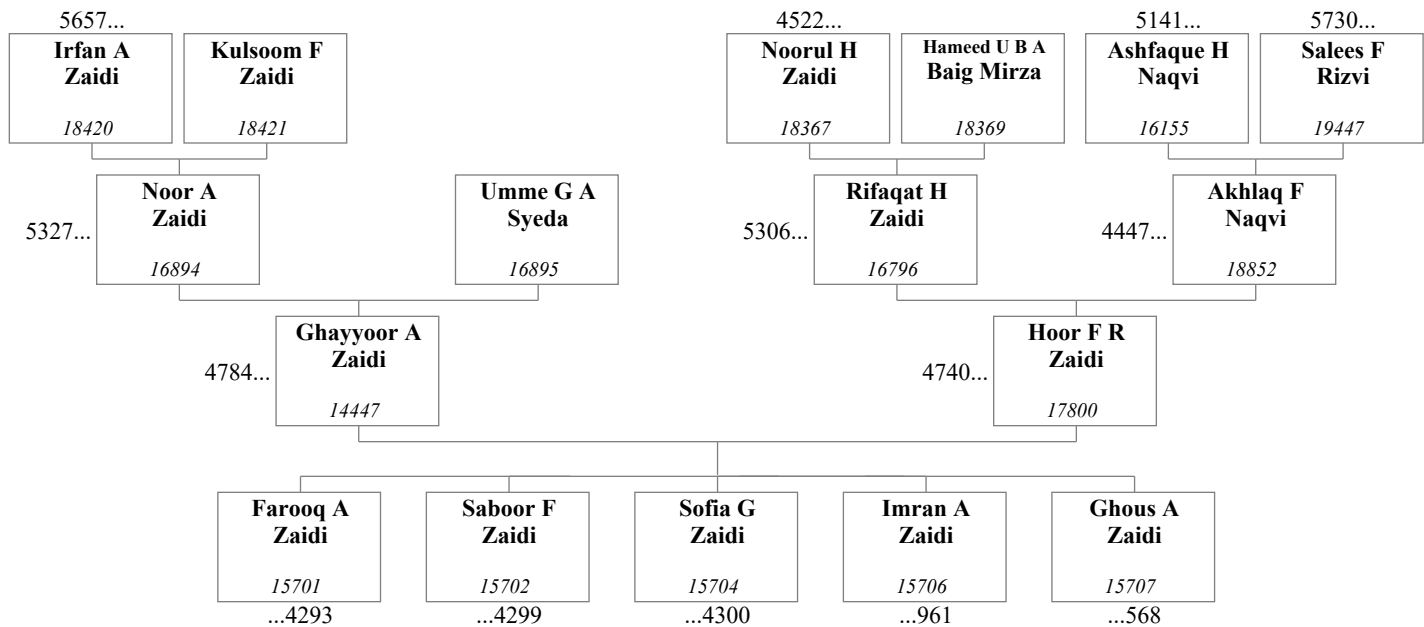 5657...
Irfan A
Zaidi
18420
Kulsoom F
Zaidi
18421
4522...
Noorul H
Zaidi
18367
Hameed U B A
Baig Mirza
18369
5141...
Ashfaque H
Naqvi
16155
5730...
Salees F
Rizvi
19447
5327...
Noor A
Zaidi
16894
Umme G A
Syeda
16895
5306...
Rifaqat H
Zaidi
16796
4447...
Akhlaq F
Naqvi
18852
4784...
Ghayyoor A
Zaidi
14447
4740...
Hoor F R
Zaidi
17800
Farooq A
Zaidi
15701
...4293
Saboor F
Zaidi
15702
...4299
Sofia G
Zaidi
15704
...4300
Imran A
Zaidi
15706
...961
Ghous A
Zaidi
15707
...568